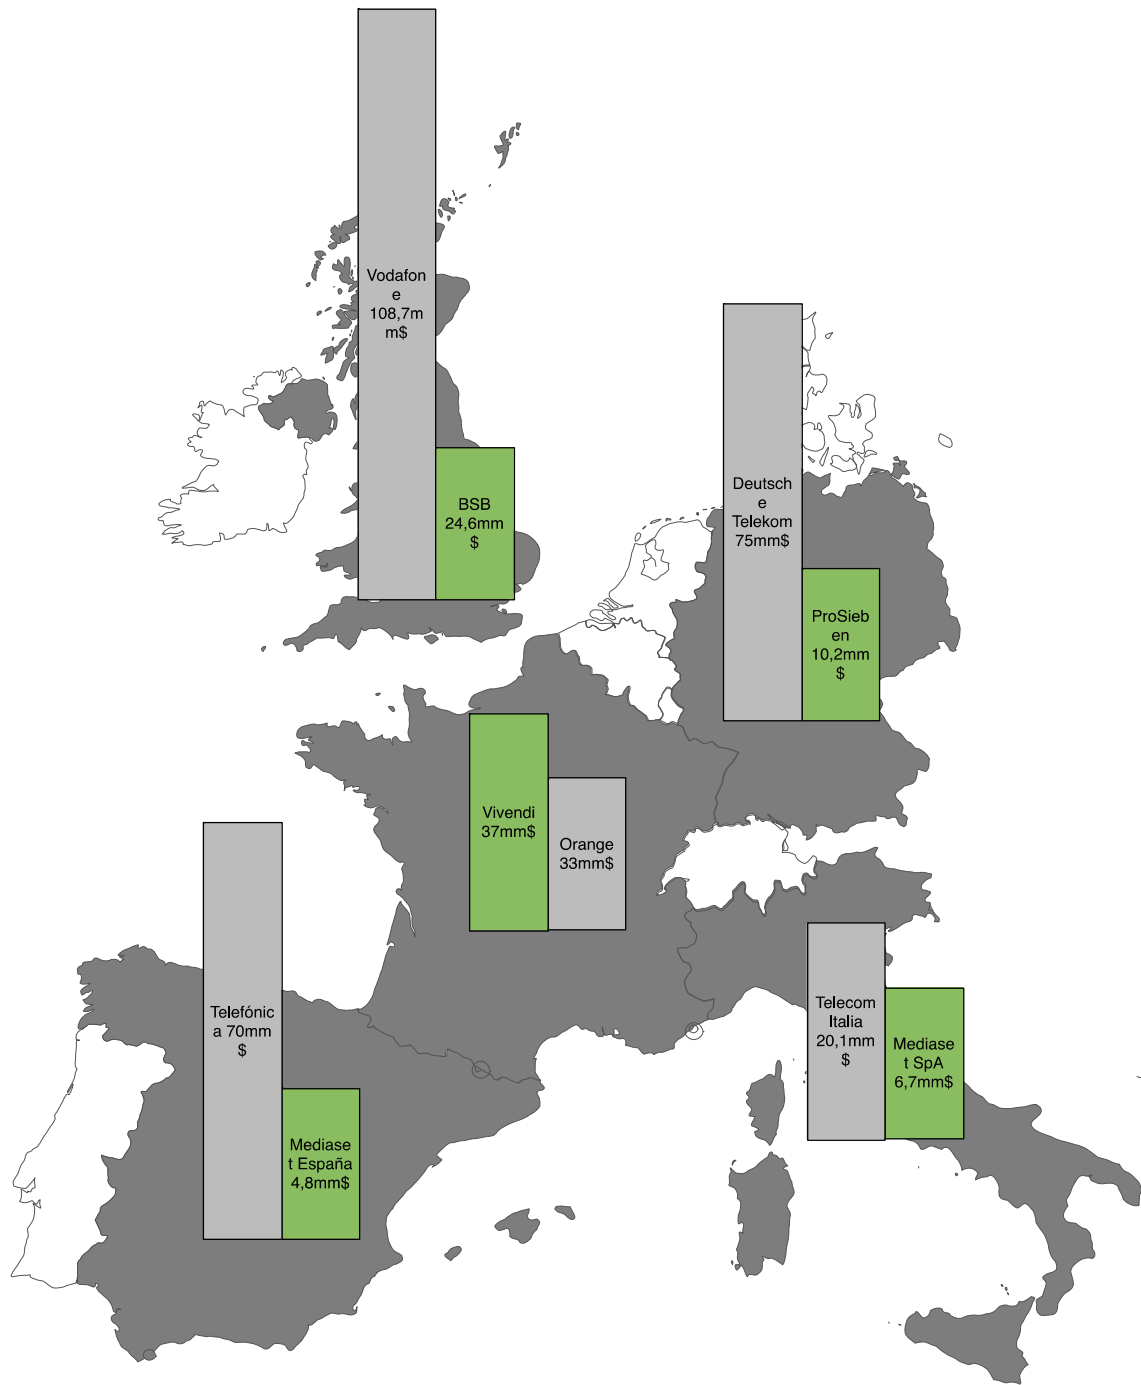 Vodafon
e
108,7m
m$
BSB
24,6mm
$
Deutsch
e
Telekom
75mm$
ProSieb
en
10,2mm
$
Vivendi
37mm$
Orange
33mm$
Telefónic
a 70mm
$
Mediase
t España
4,8mm$
Telecom
Italia
20,1mm
$
Mediase
t SpA
6,7mm$